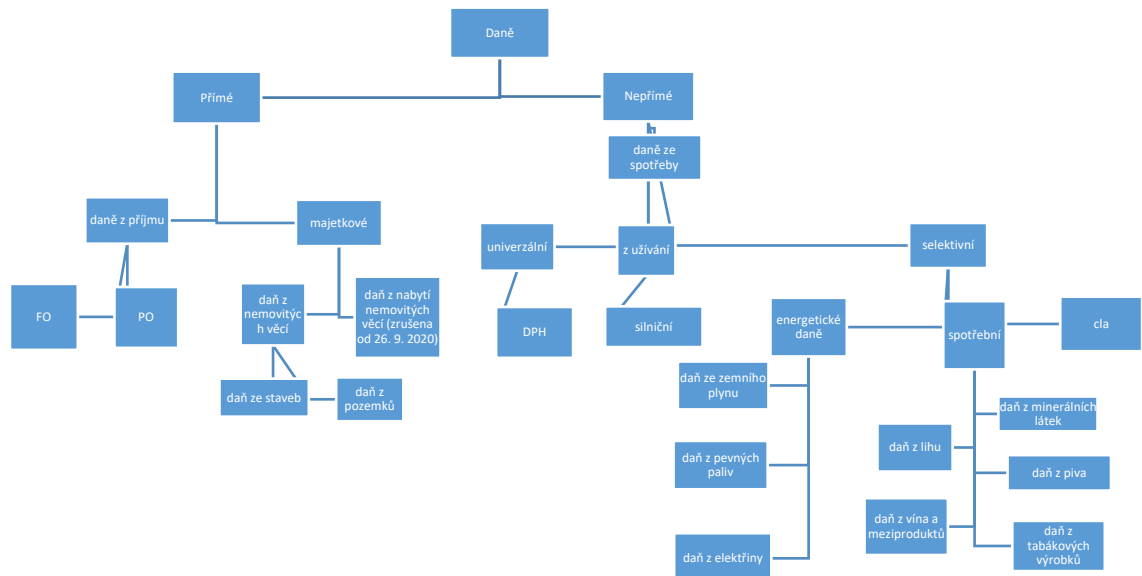 Daně
Přímé
Nepřímé
daně ze
spotřeby
daně z příjmu
majetkové
univerzální
z užívání
selektivní
FO
PO
daň z
nemovitýc
h věcí
daň z nabytí
nemovitých
věcí (zrušena
od 26. 9. 2020)
DPH
silniční
energetické
daně
spotřební
cla
daň ze staveb
daň z
pozemků
daň ze zemního
plynu
daň z minerálních
látek
daň z lihu
daň z pevných
paliv
daň z piva
daň z vína a
meziproduktů
daň z
tabákových
výrobků
daň z elektřiny